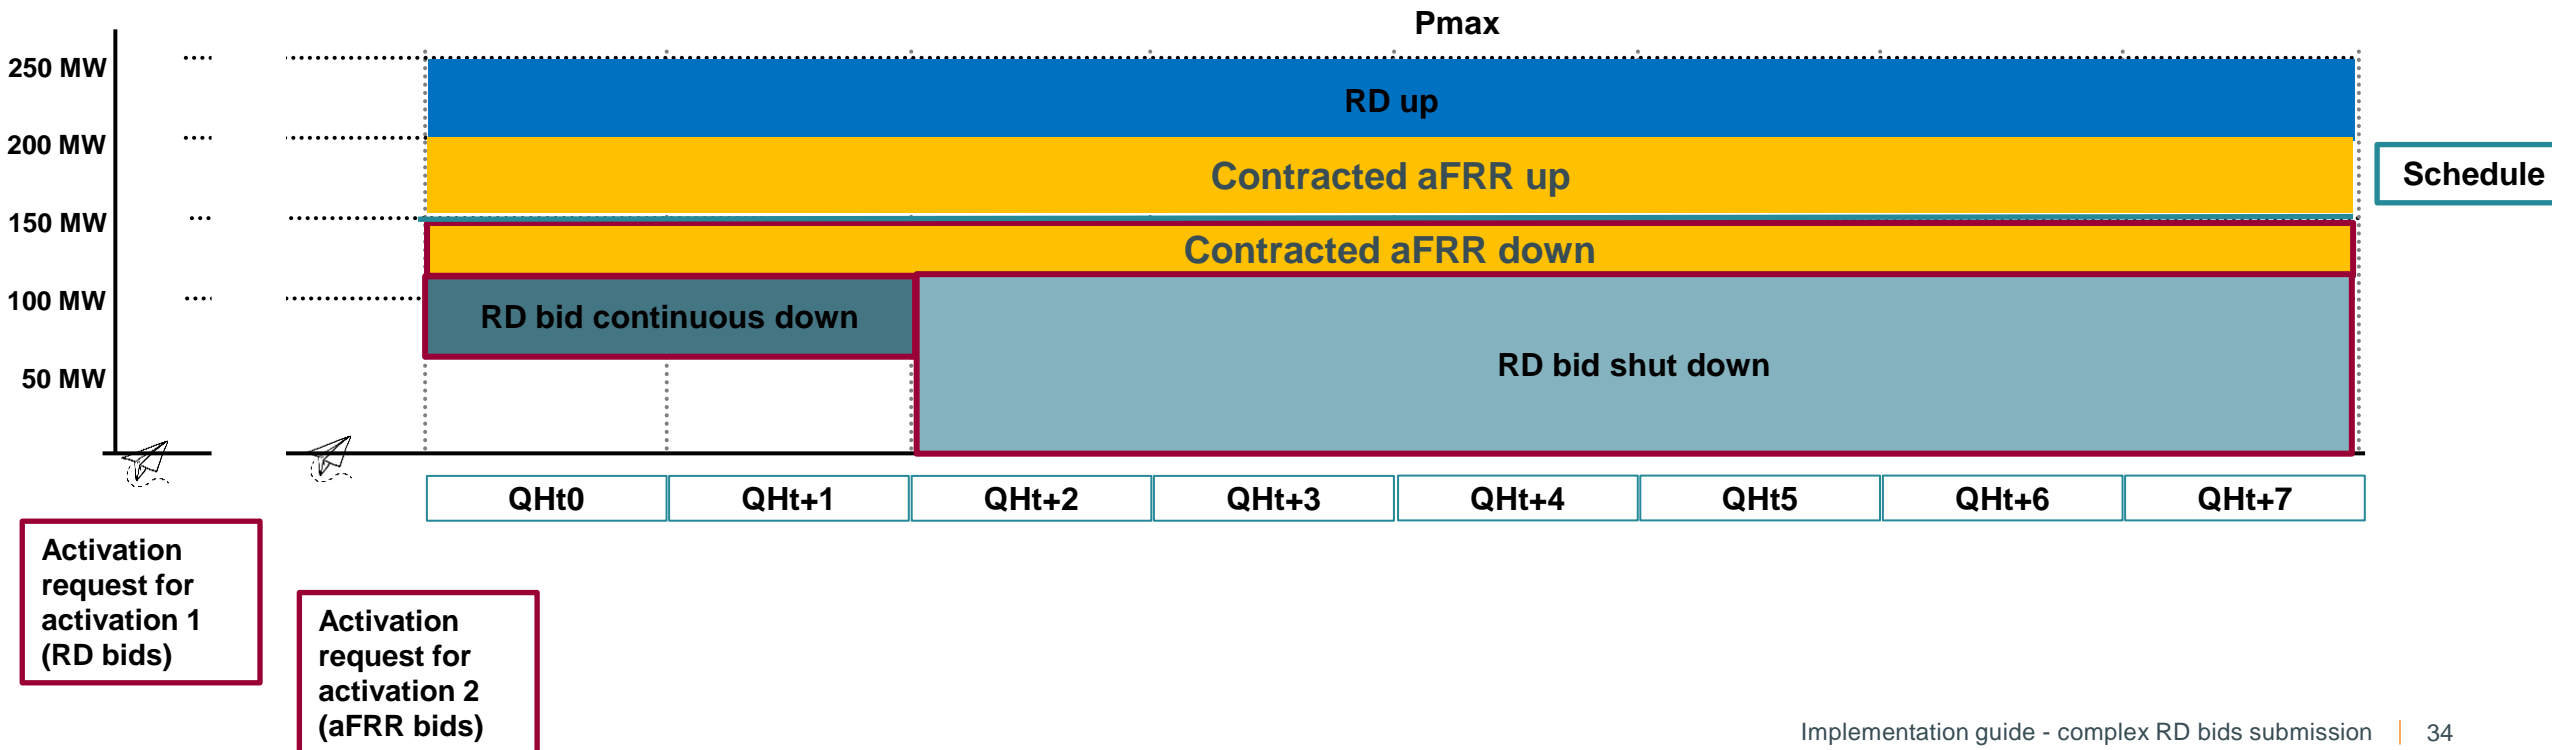 Pmax
250 MW
RD up
200 MW
Contracted aFRR up
Schedule
150 MW
Contracted aFRR down
100 MW
RD bid continuous down
RD bid shut down
50 MW
QHt0
QHt+1
QHt+2
QHt+3
QHt+4
QHt5
QHt+6
QHt+7
Activation
request for
activation 1
(RD bids)
Activation
request for
activation 2
(aFRR bids)
Implementation guide - complex RD bids submission
34